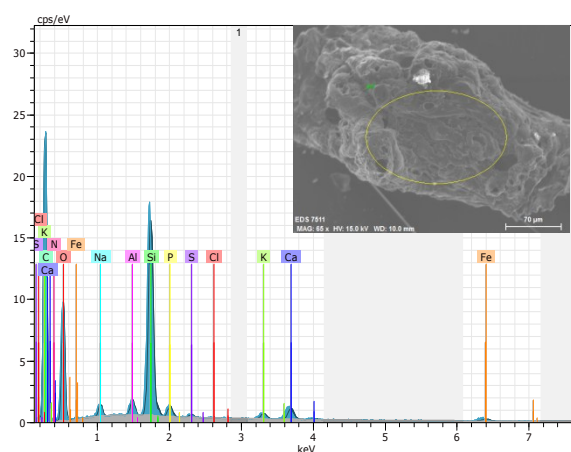 cps/eV
1
30
25
20
15
10
5
0
Cl
K
S N Fe
C O Na Al Si P S Cl K Ca Fe
Ca
EDS 7511
MAG: 65 x HV: 15.0 kV WD: 10.0 mm
70 µm
1 2 3 4 5 6 7
keV